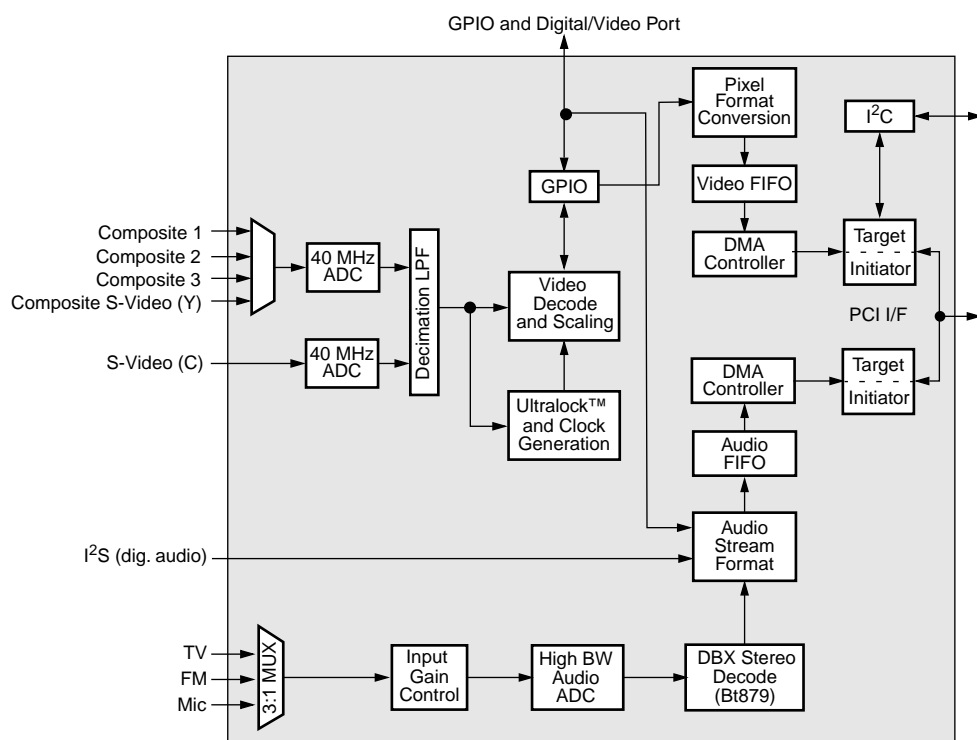 GPIO and Digital/Video Port
Pixel
Format
Conversion
I²C
GPIO
Video FIFO
Composite 1
Composite 2
Composite 3
Composite S-Video (Y)
40 MHz
ADC
Decimation LPF
Video
Decode
and Scaling
DMA
Controller
Target
Initiator
PCI I/F
S-Video (C)
40 MHz
ADC
Ultralock™
and Clock
Generation
DMA
Controller
Target
Initiator
Audio
FIFO
I²S (dig. audio)
Audio
Stream
Format
TV
FM
Mic
3:1 MUX
Input
Gain
Control
High BW
Audio
ADC
DBX Stereo
Decode
(Bt879)